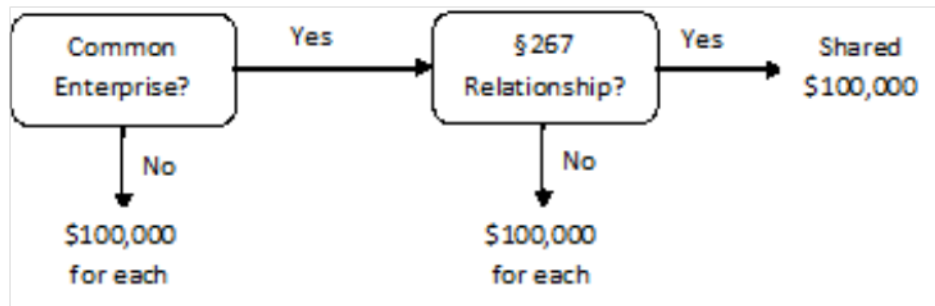 Common
Enterprise?
Yes
§267
Relationship?
Yes
Shared
$100,000
No
$100,000
for each
No
$100,000
for each